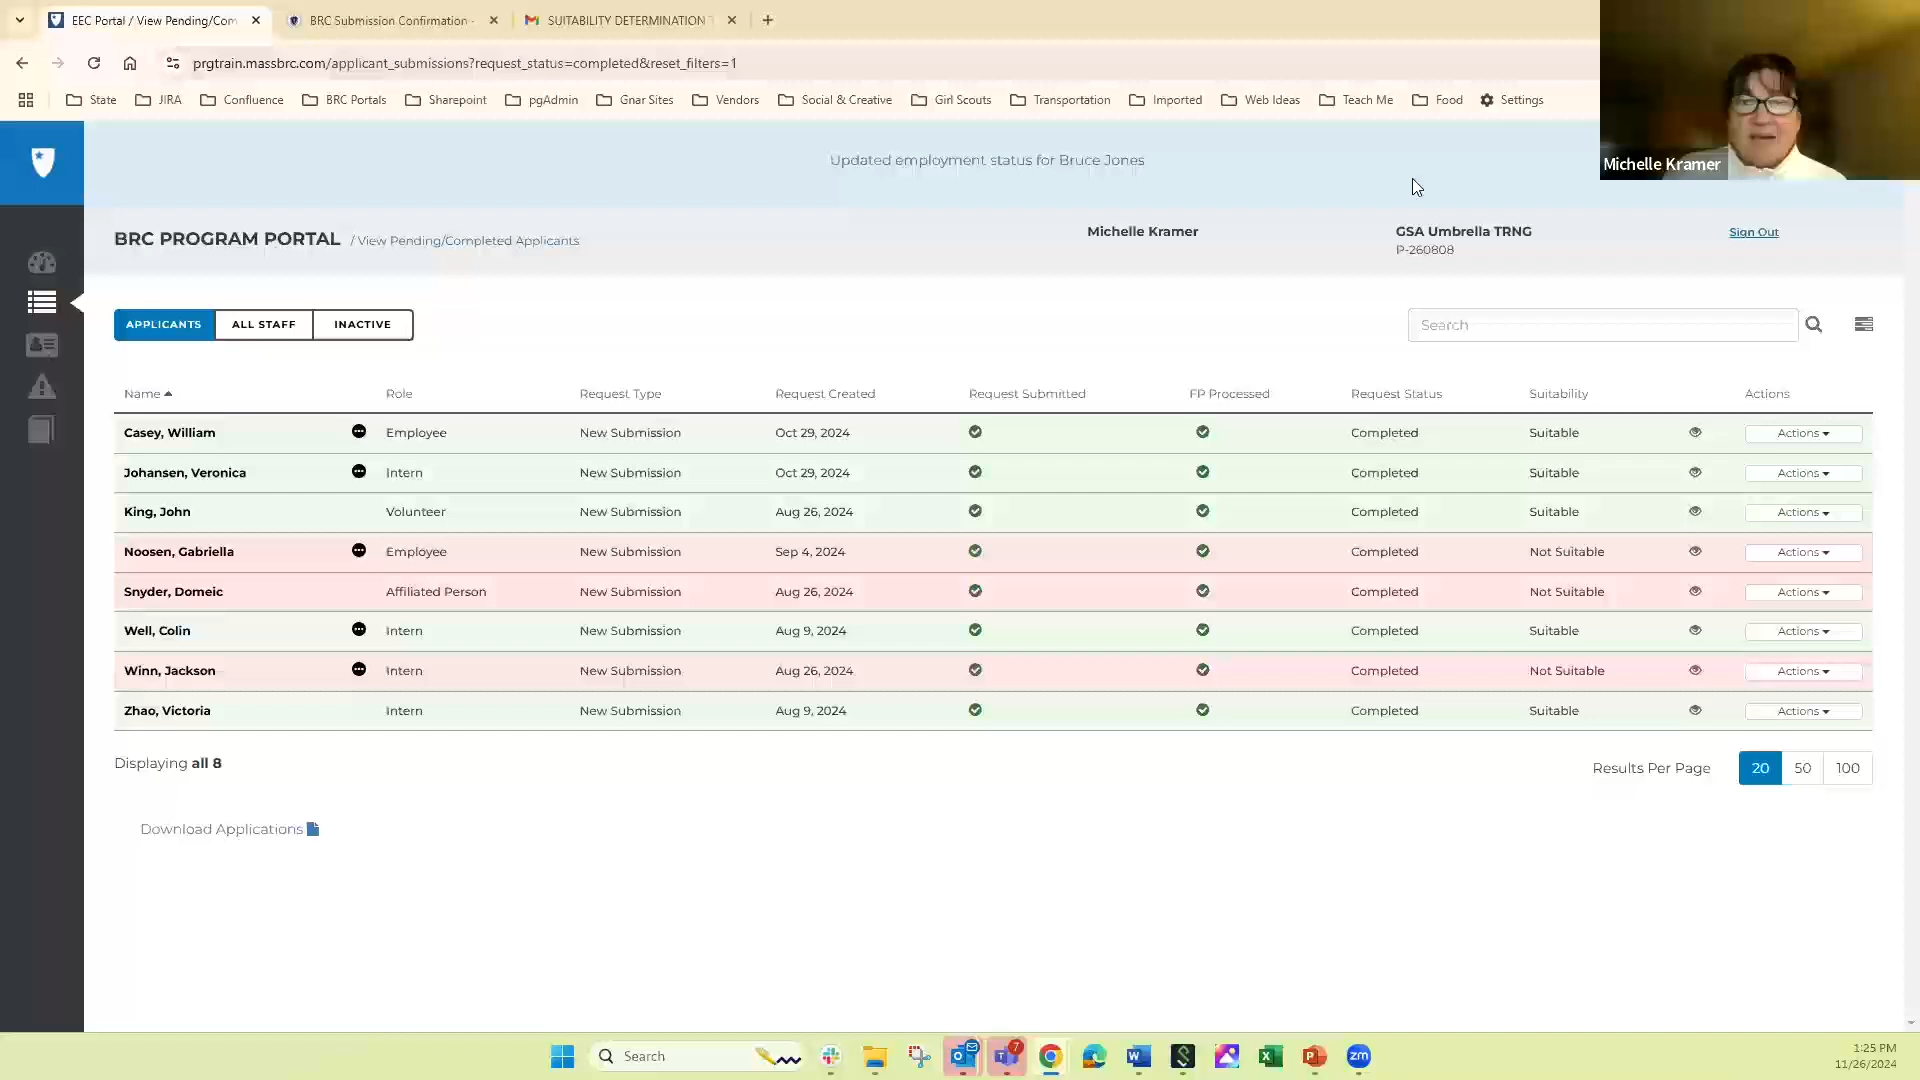 EEC Portal / View Pending/Com
BRC Submission Confirmation -
SUITABILITY DETERMINATION
prgtrain.massbrc.com/applicant_submissions?request_status=completed&reset_filters=1
State JIRA Confluence BRC Portals Sharepoint pgAdmin Gnar Sites Vendors Social & Creative Girl Scouts Transportation Imported Web Ideas Teach Me Food Settings
Michelle Kramer
Updated employment status for Bruce Jones
BRC PROGRAM PORTAL / View Pending/Completed Applicants
Michelle Kramer
GSA Umbrella TRNG
P-260808
Sign Out
APPLICANTS ALL STAFF INACTIVE
Search
Name Role Request Type Request Created Request Submitted FP Processed Request Status Suitability Actions
Casey, William Employee New Submission Oct 29, 2024 Completed Suitable Actions
Johansen, Veronica Intern New Submission Oct 29, 2024 Completed Suitable Actions
King, John Volunteer New Submission Aug 26, 2024 Completed Suitable Actions
Noosen, Gabriella Employee New Submission Sep 4, 2024 Completed Not Suitable Actions
Snyder, Domeic Affiliated Person New Submission Aug 26, 2024 Completed Not Suitable Actions
Well, Colin Intern New Submission Aug 9, 2024 Completed Suitable Actions
Winn, Jackson Intern New Submission Aug 26, 2024 Completed Not Suitable Actions
Zhao, Victoria Intern New Submission Aug 9, 2024 Completed Suitable Actions
Displaying all 8
Results Per Page 20 50 100
Download Applications
Search
7
zm
1:25 PM
11/26/2024